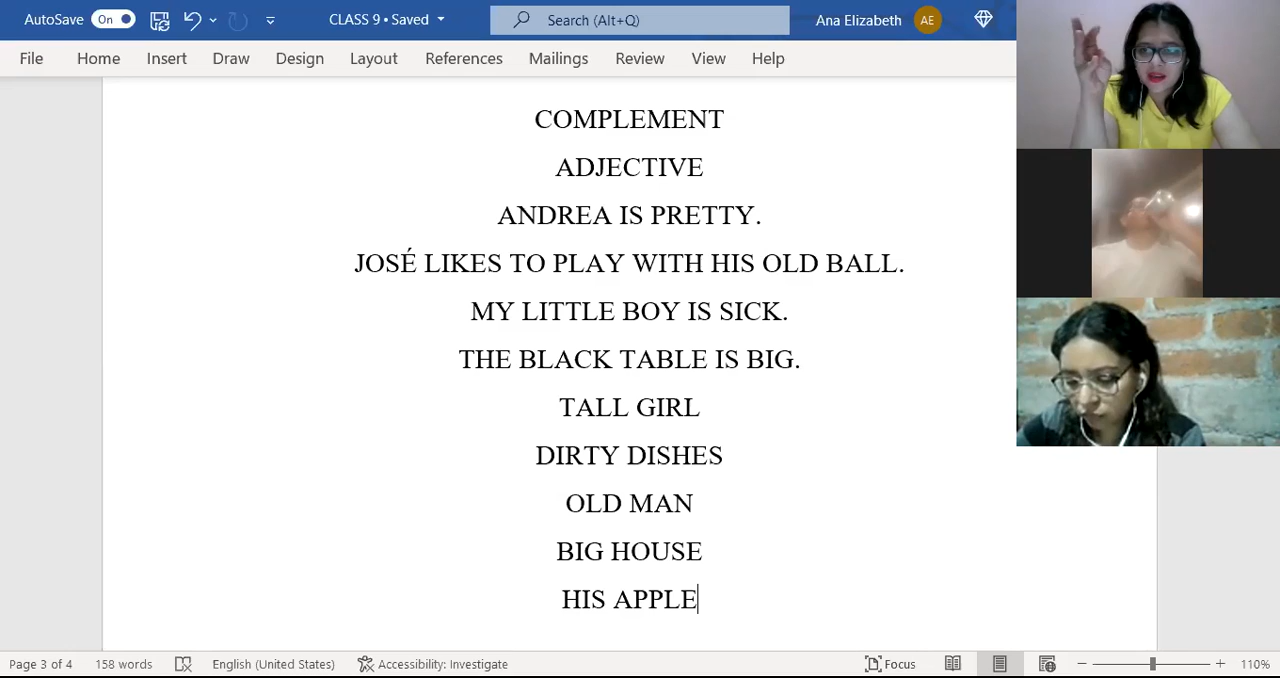 AutoSave On CLASS 9 • Saved Search (Alt+Q) Ana Elizabeth AE
File Home Insert Draw Design Layout References Mailings Review View Help
COMPLEMENT
ADJECTIVE
ANDREA IS PRETTY.
JOSÉ LIKES TO PLAY WITH HIS OLD BALL.
MY LITTLE BOY IS SICK.
THE BLACK TABLE IS BIG.
TALL GIRL
DIRTY DISHES
OLD MAN
BIG HOUSE
HIS APPLE
Page 3 of 4 158 words English (United States) Accessibility: Investigate Focus 110%